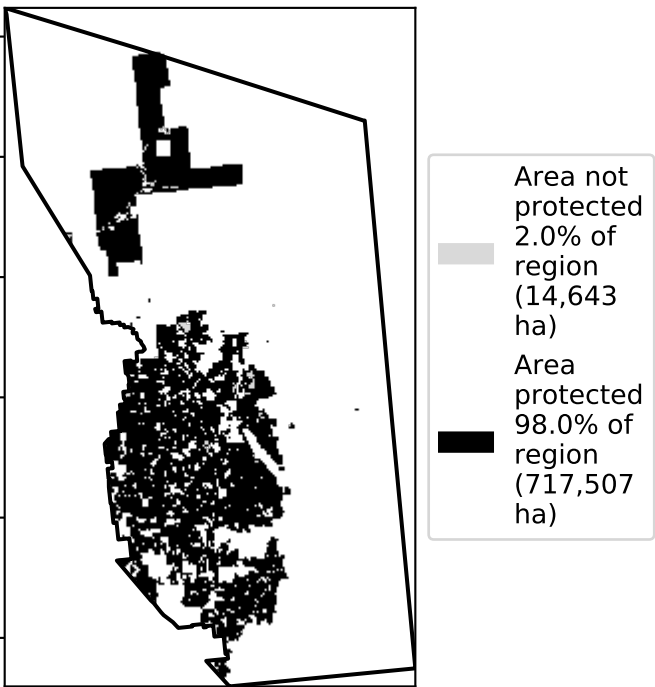 Area not
protected
2.0% of
region
(14,643
ha)
Area
protected
98.0% of
region
(717,507
ha)